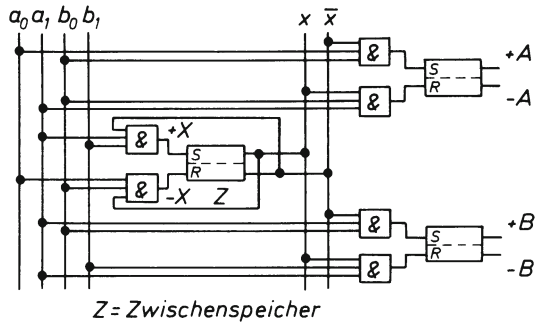 a₀ a₁ b₀ b₁ x x̅
& S R +A
& -A
& +X S R
& -X Z
& S R +B
& -B
Z = Zwischenspeicher